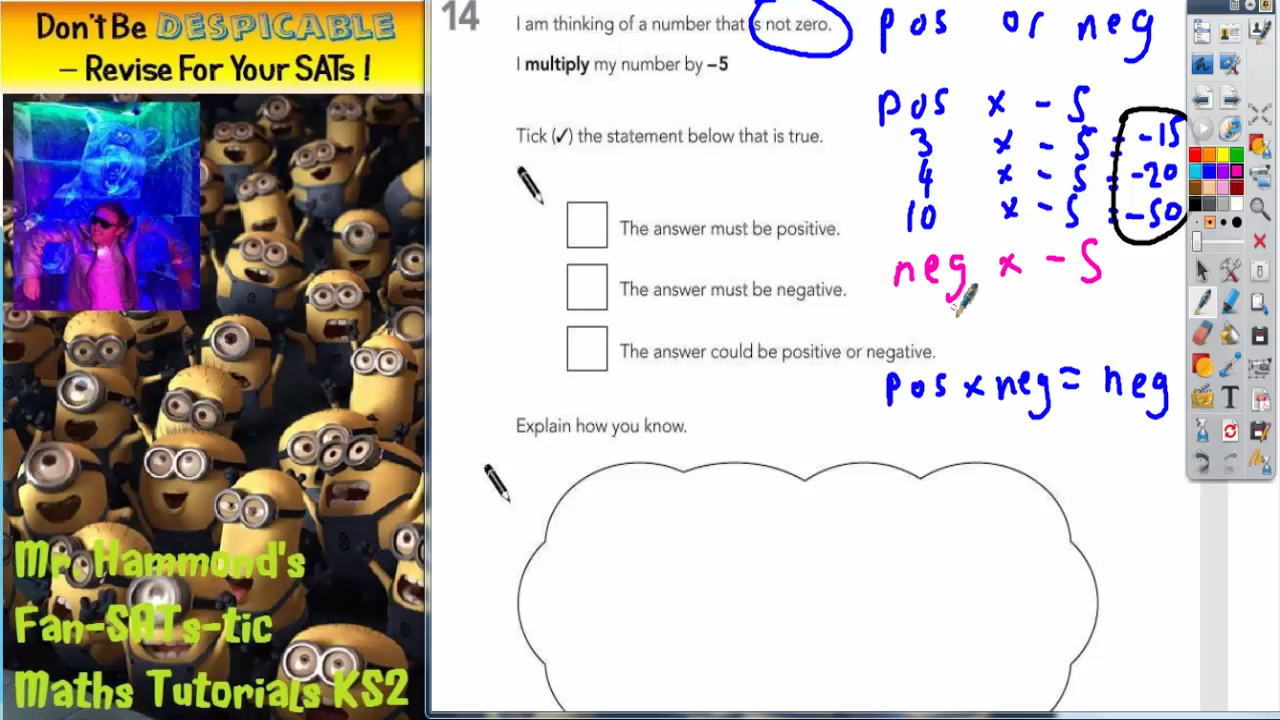 Don't Be DESPICABLE
– Revise For Your SATs !
Mr. Hammond's
Fan-SATs-tic
Maths Tutorials KS2
14
I am thinking of a number that is not zero.
I multiply my number by –5
Tick (✓) the statement below that is true.
The answer must be positive.
The answer must be negative.
The answer could be positive or negative.
Explain how you know.
pos or neg
pos x - 5
3 x - 5 = -15
4 x - 5 = -20
10 x - 5 = -50
neg x - 5
pos x neg = neg